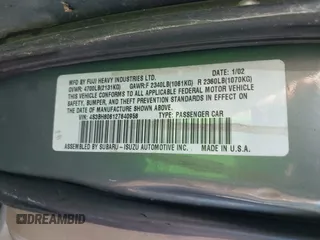 MFD BY FUJI HEAVY INDUSTRIES LTD. 1/02
GVWR: 4700LB(2131KG) GAWR:F 2340LB(1061KG) R 2360LB(1070KG)
THIS VEHICLE CONFORMS TO ALL APPLICABLE FEDERAL MOTOR VEHICLE
SAFETY, BUMPER, AND THEFT PREVENTION STANDARDS IN EFFECT ON
THE DATE OF MANUFACTURE SHOWN ABOVE.
VIN: TYPE: PASSENGER CAR
ASSEMBLED BY SUBARU-ISUZU AUTOMOTIVE INC. MADE IN U.S.A.
DREAMBID